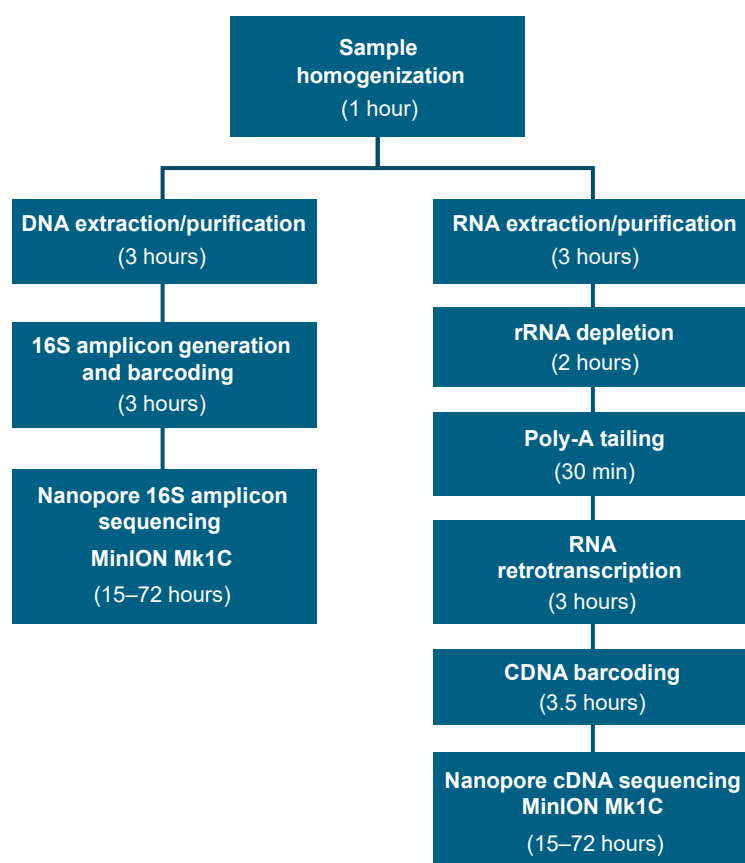 Sample
homogenization
(1 hour)
DNA extraction/purification
(3 hours)
16S amplicon generation
and barcoding
(3 hours)
Nanopore 16S amplicon
sequencing
MinION Mk1C
(15–72 hours)
RNA extraction/purification
(3 hours)
rRNA depletion
(2 hours)
Poly-A tailing
(30 min)
RNA
retrotranscription
(3 hours)
CDNA barcoding
(3.5 hours)
Nanopore cDNA sequencing
MinION Mk1C
(15–72 hours)